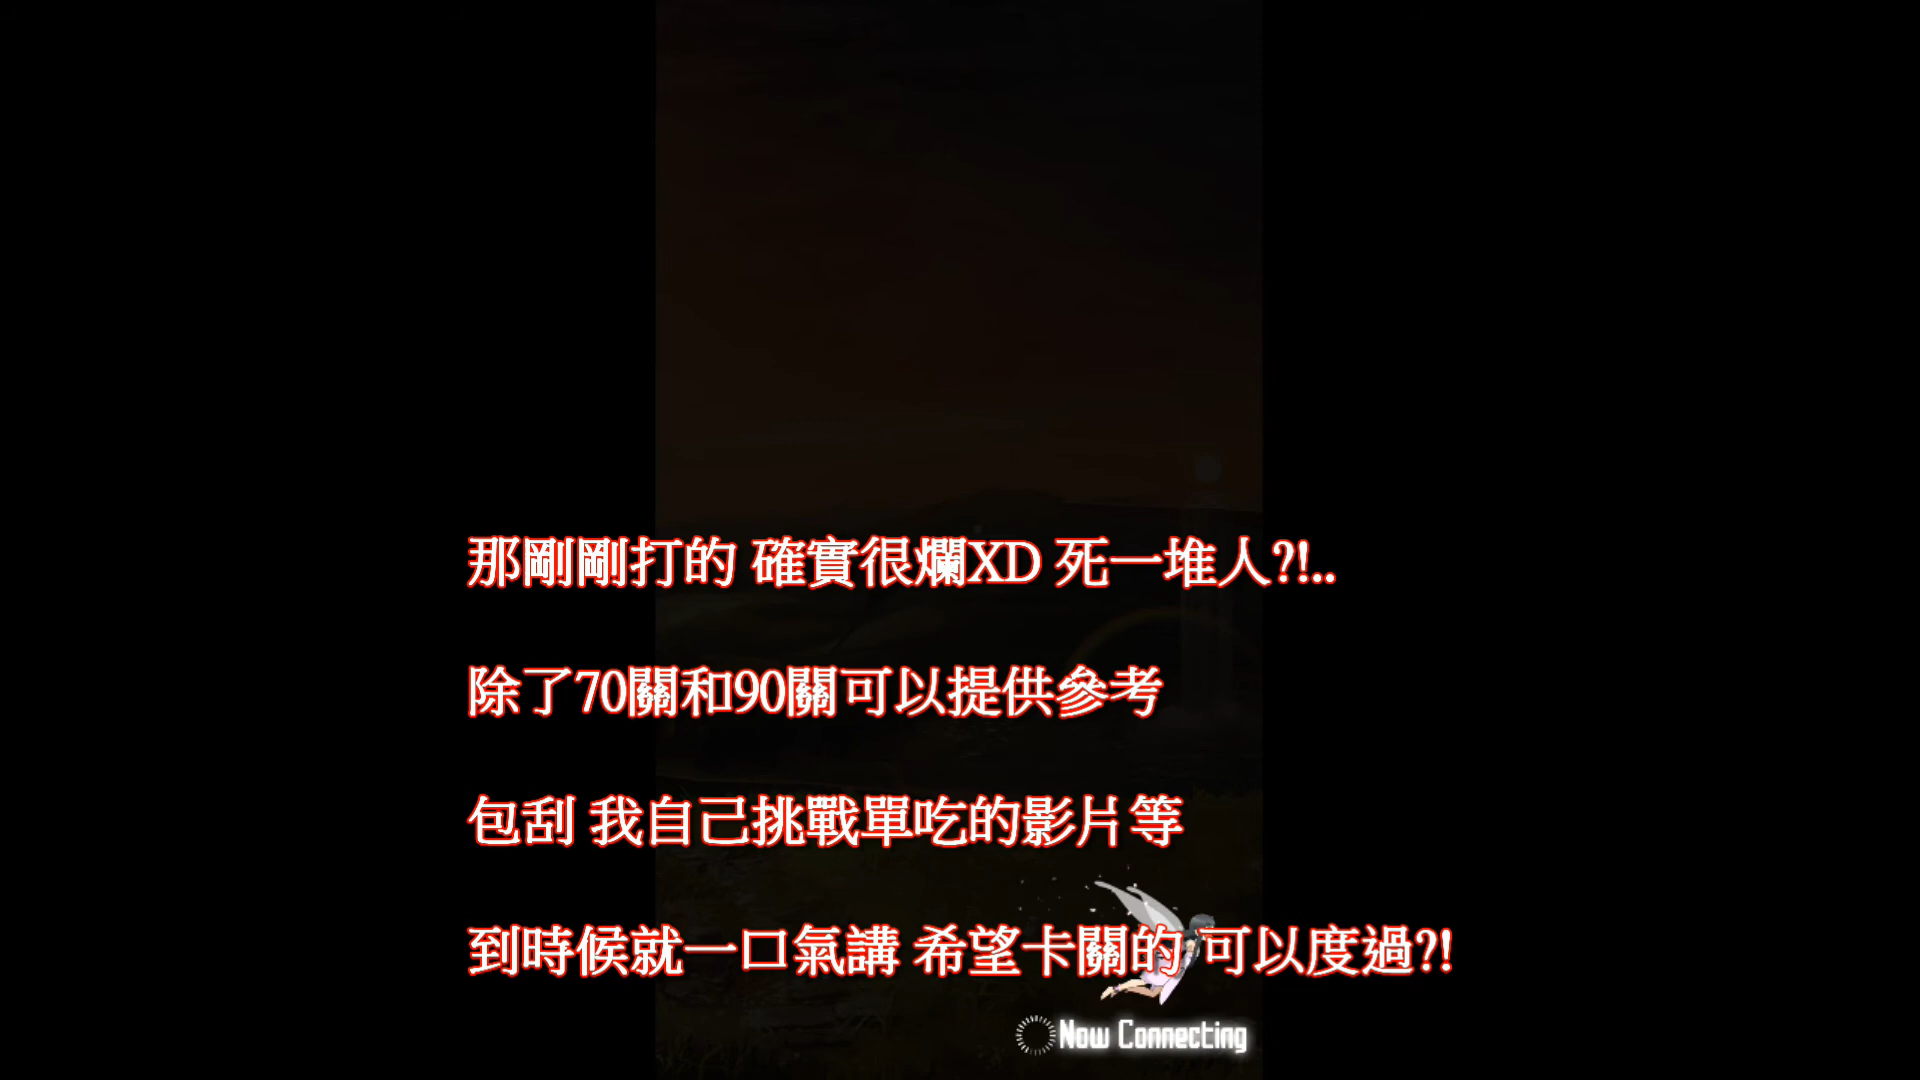 那剛剛打的 確實很爛XD 死一堆人?!..
除了70關和90關可以提供參考
包刮 我自己挑戰單吃的影片等
到時候就一口氣講 希望卡關的 可以度過?!
Now Connecting